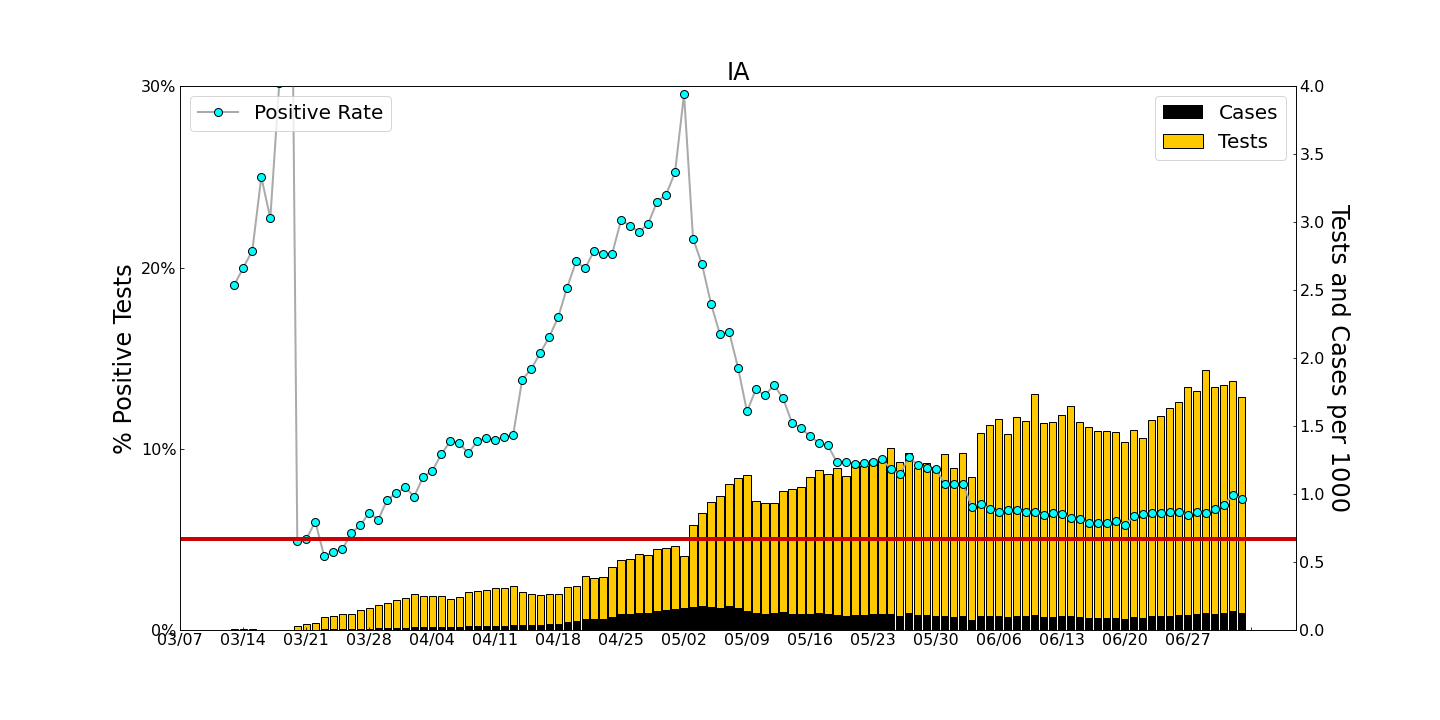 IA
30%
20%
10%
0%
% Positive Tests
Positive Rate
Cases
Tests
4.0
3.5
3.0
2.5
2.0
1.5
1.0
0.5
0.0
Tests and Cases per 1000
03/07 03/14 03/21 03/28 04/04 04/11 04/18 04/25 05/02 05/09 05/16 05/23 05/30 06/06 06/13 06/20 06/27